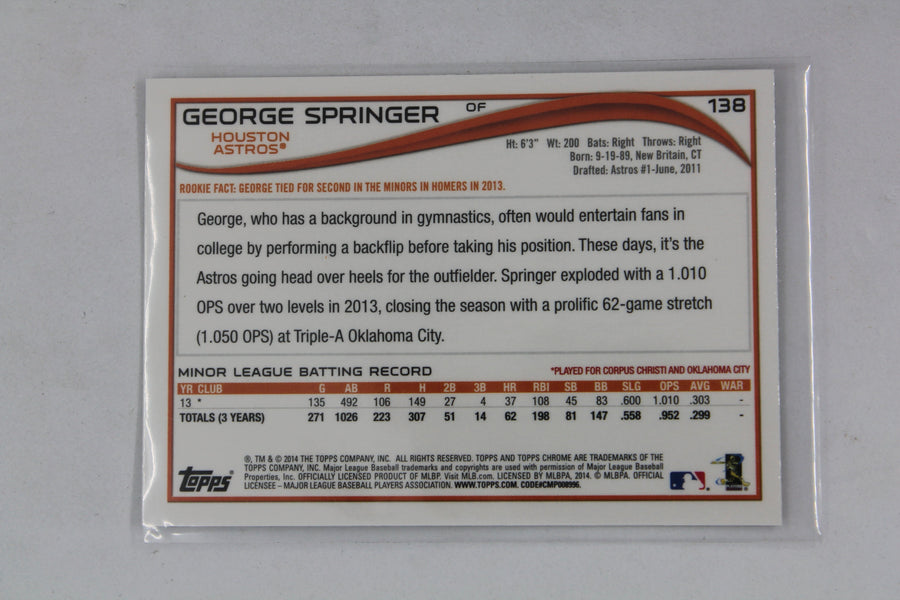 GEORGE SPRINGER OF 138
HOUSTON
ASTROS®
Ht: 6'3" Wt: 200 Bats: Right Throws: Right
Born: 9-19-89, New Britain, CT
Drafted: Astros #1-June, 2011
ROOKIE FACT: GEORGE TIED FOR SECOND IN THE MINORS IN HOMERS IN 2013.
George, who has a background in gymnastics, often would entertain fans in
college by performing a backflip before taking his position. These days, it's the
Astros going head over heels for the outfielder. Springer exploded with a 1.010
OPS over two levels in 2013, closing the season with a prolific 62-game stretch
(1.050 OPS) at Triple-A Oklahoma City.
MINOR LEAGUE BATTING RECORD *PLAYED FOR CORPUS CHRISTI AND OKLAHOMA CITY
YR CLUB G AB R H 2B 3B HR RBI SB BB SLG OPS AVG WAR
13 * 135 492 106 149 27 4 37 108 45 83 .600 1.010 .303 -
TOTALS (3 YEARS) 271 1026 223 307 51 14 62 198 81 147 .558 .952 .299 -
®, TM & © 2014 THE TOPPS COMPANY, INC. ALL RIGHTS RESERVED. TOPPS AND TOPPS CHROME ARE TRADEMARKS OF THE
TOPPS COMPANY, INC. Major League Baseball trademarks and copyrights are used with permission of Major League Baseball
Properties, Inc. OFFICIALLY LICENSED PRODUCT OF MLBP. Visit MLB.com. LICENSED BY MLBPA, 2014. © MLBPA. OFFICIAL
LICENSEE – MAJOR LEAGUE BASEBALL PLAYERS ASSOCIATION. WWW.TOPPS.COM. CODE#CMP008996.
Topps®